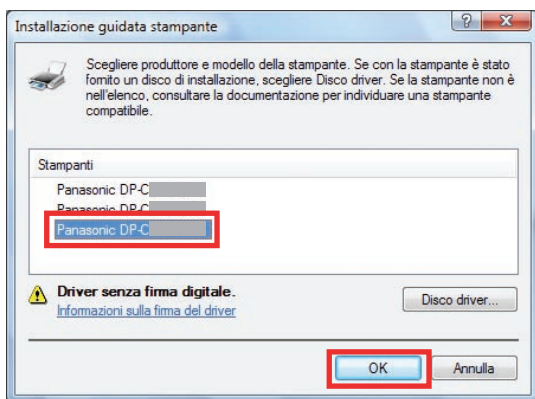 Installazione guidata stampante
Scegliere produttore e modello della stampante. Se con la stampante è stato
fornito un disco di installazione, scegliere Disco driver. Se la stampante non è
nell'elenco, consultare la documentazione per individuare una stampante
compatibile.
Stampanti
Panasonic DP-C
Panasonic DP-C
Panasonic DP-C
Driver senza firma digitale.
Disco driver...
Informazioni sulla firma del driver
OK
Annulla